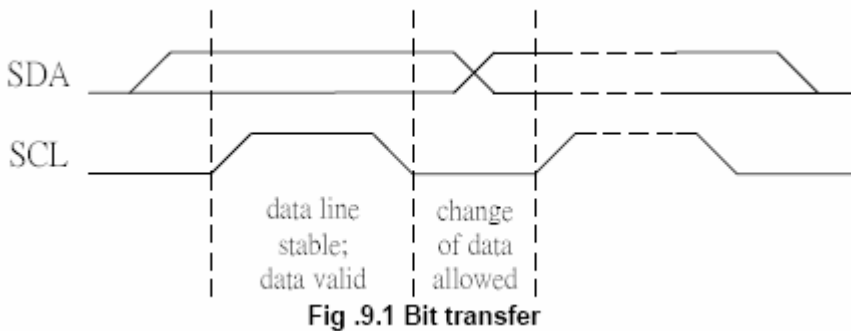 SDA
SCL
data line
stable;
data valid
change
of data
allowed
Fig .9.1 Bit transfer